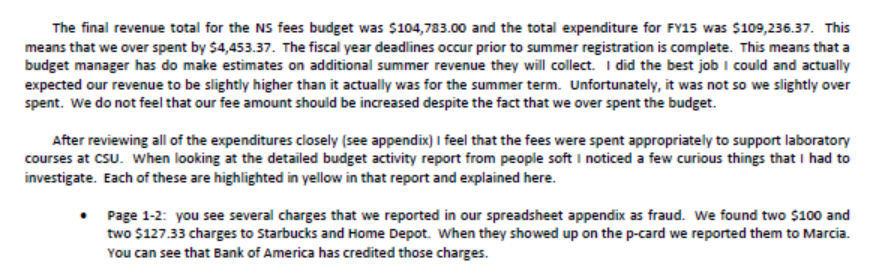 The final revenue total for the NS fees budget was $104,783.00 and the total expenditure for FY15 was $109,236.37. This
means that we over spent by $4,453.37. The fiscal year deadlines occur prior to summer registration is complete. This means that a
budget manager has do make estimates on additional summer revenue they will collect. I did the best job I could and actually
expected our revenue to be slightly higher than it actually was for the summer term. Unfortunately, it was not so we slightly over
spent. We do not feel that our fee amount should be increased despite the fact that we over spent the budget.
After reviewing all of the expenditures closely (see appendix) I feel that the fees were spent appropriately to support laboratory
courses at CSU. When looking at the detailed budget activity report from people soft I noticed a few curious things that I had to
investigate. Each of these are highlighted in yellow in that report and explained here.
• Page 1-2: you see several charges that we reported in our spreadsheet appendix as fraud. We found two $100 and
two $127.33 charges to Starbucks and Home Depot. When they showed up on the p-card we reported them to Marcia.
You can see that Bank of America has credited those charges.